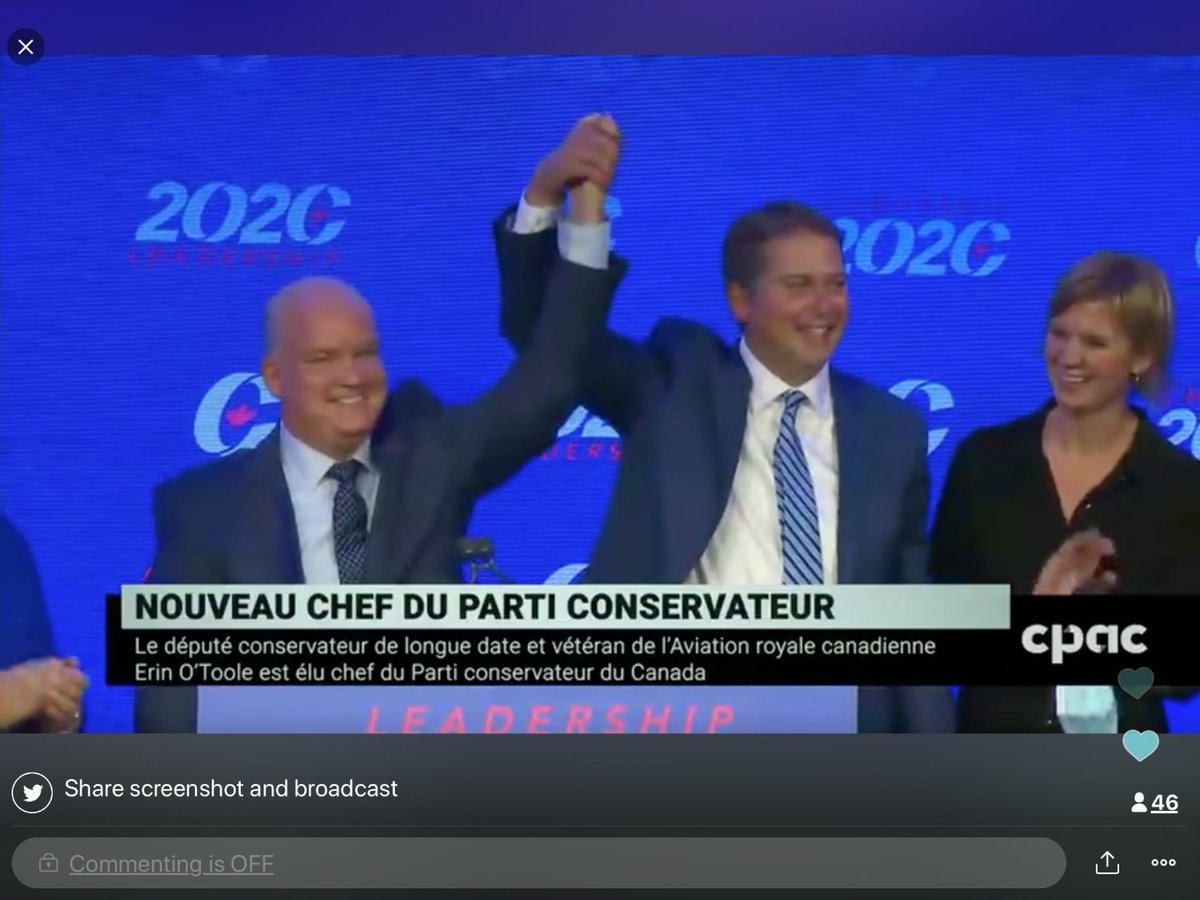 2020
LEADERSHIP
2020
2020
LEADERSHIP
NOUVEAU CHEF DU PARTI CONSERVATEUR
Le député conservateur de longue date et vétéran de l'Aviation royale canadienne
Erin O'Toole est élu chef du Parti conservateur du Canada
cpac
LEADERSHIP
Share screenshot and broadcast
46
Commenting is OFF